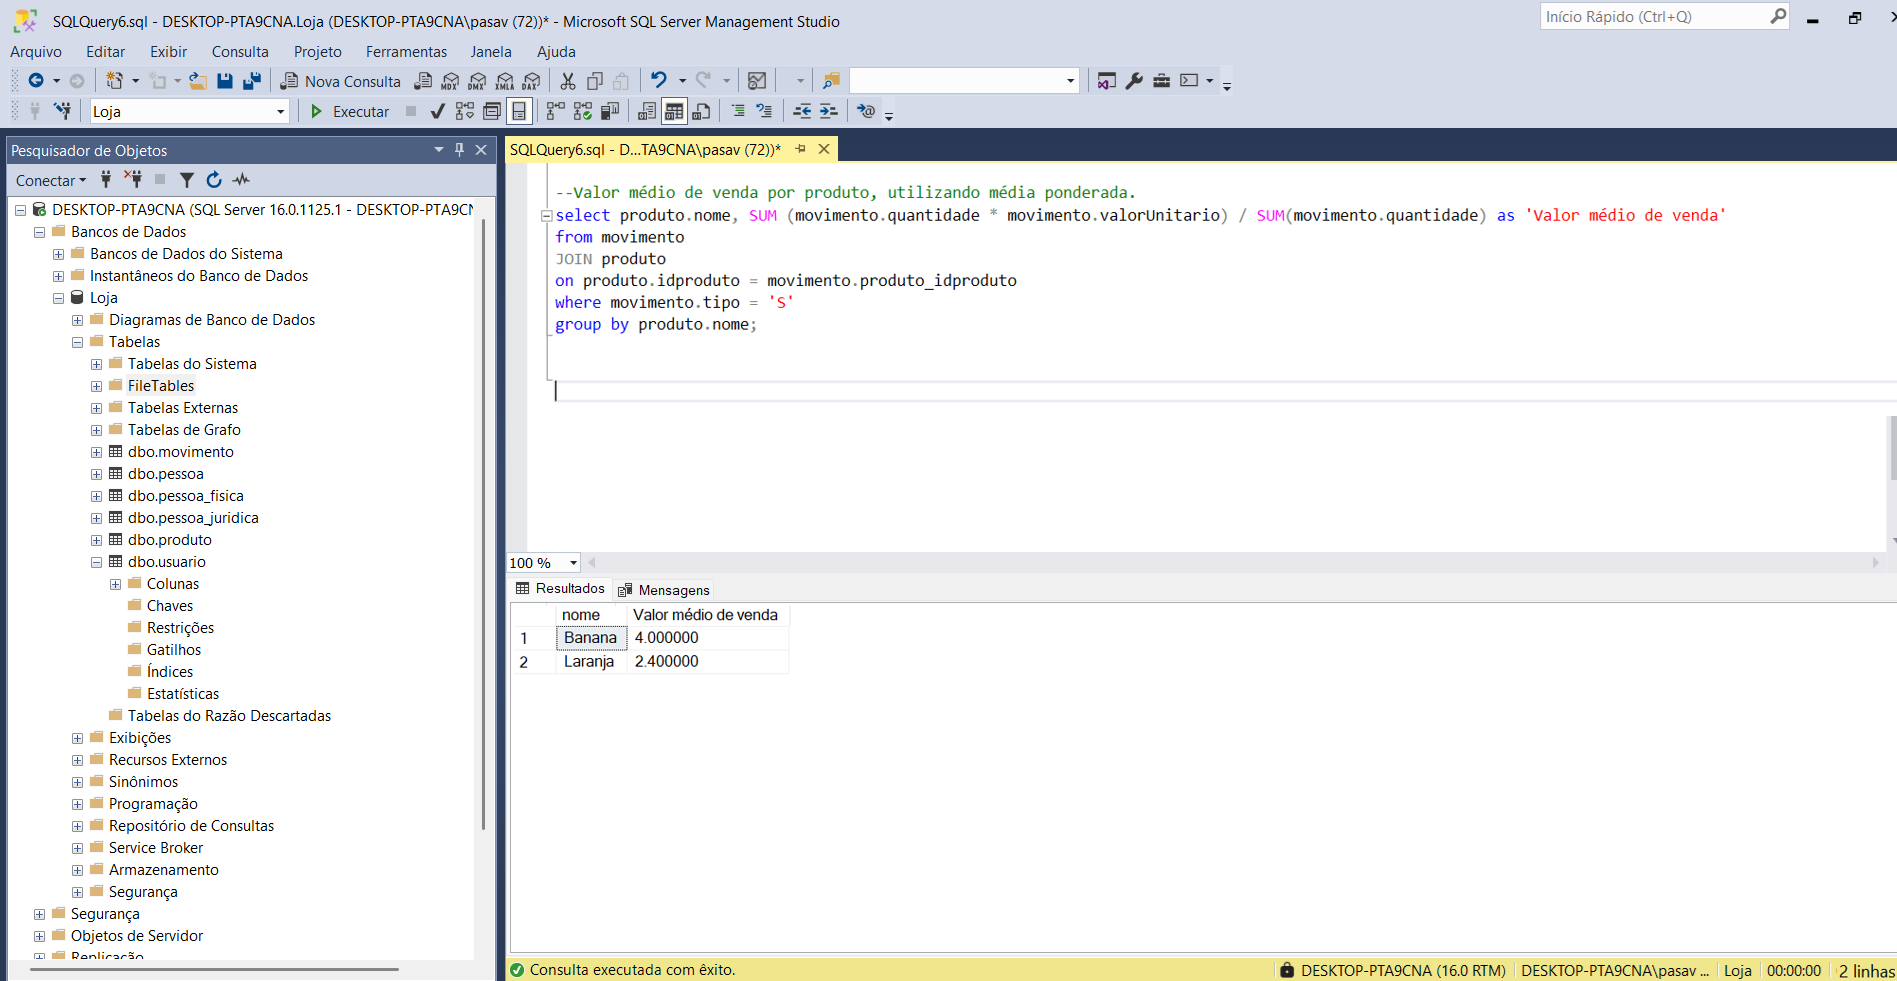 SQLQuery6.sql - DESKTOP-PTA9CNA.Loja (DESKTOP-PTA9CNA\pasav (72))* - Microsoft SQL Server Management Studio
Início Rápido (Ctrl+Q)
Arquivo Editar Exibir Consulta Projeto Ferramentas Janela Ajuda
Nova Consulta MDX DMX XMLA DAX
Loja Executar
Pesquisador de Objetos
Conectar
DESKTOP-PTA9CNA (SQL Server 16.0.1125.1 - DESKTOP-PTA9CN
Bancos de Dados
Bancos de Dados do Sistema
Instantâneos do Banco de Dados
Loja
Diagramas de Banco de Dados
Tabelas
Tabelas do Sistema
FileTables
Tabelas Externas
Tabelas de Grafo
dbo.movimento
dbo.pessoa
dbo.pessoa_fisica
dbo.pessoa_juridica
dbo.produto
dbo.usuario
Colunas
Chaves
Restrições
Gatilhos
Índices
Estatísticas
Tabelas do Razão Descartadas
Exibições
Recursos Externos
Sinônimos
Programação
Repositório de Consultas
Service Broker
Armazenamento
Segurança
Segurança
Objetos de Servidor
Replicação
SQLQuery6.sql - D...TA9CNA\pasav (72))*
--Valor médio de venda por produto, utilizando média ponderada.
select produto.nome, SUM (movimento.quantidade * movimento.valorUnitario) / SUM(movimento.quantidade) as 'Valor médio de venda'
from movimento
JOIN produto
on produto.idproduto = movimento.produto_idproduto
where movimento.tipo = 'S'
group by produto.nome;
100 %
Resultados Mensagens
nome Valor médio de venda
1 Banana 4.000000
2 Laranja 2.400000
Consulta executada com êxito.
DESKTOP-PTA9CNA (16.0 RTM) DESKTOP-PTA9CNA\pasav ... Loja 00:00:00 2 linhas